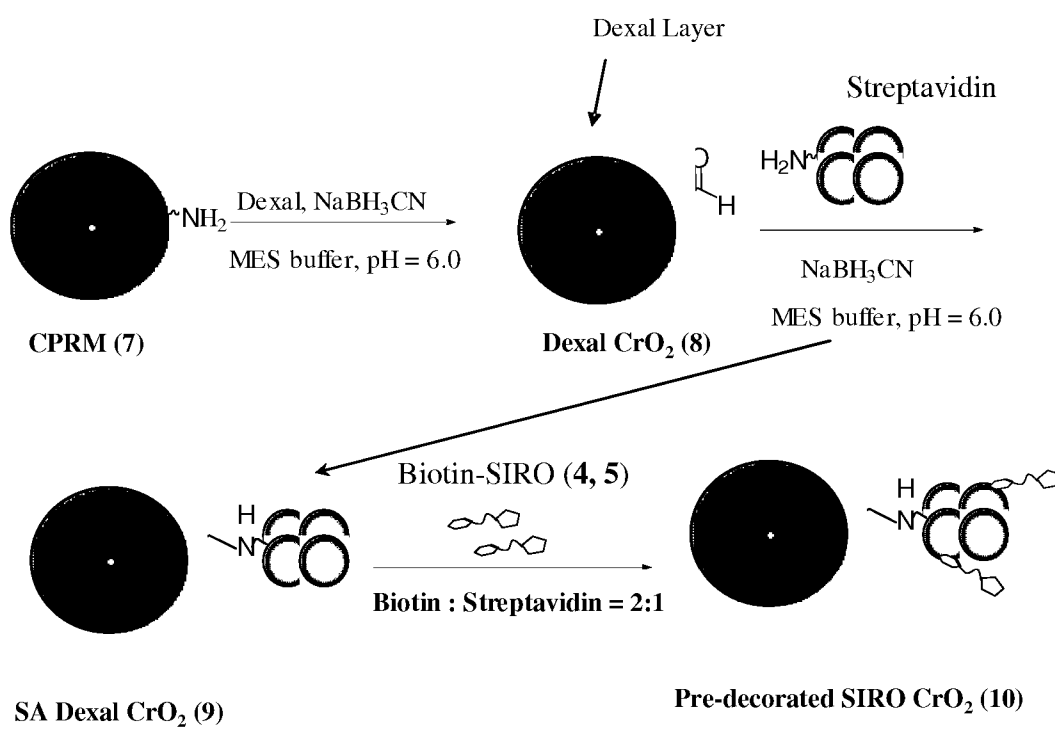 Dexal Layer
Streptavidin
H₂N
H
NH₂
Dexal, NaBH₃CN
MES buffer, pH = 6.0
NaBH₃CN
MES buffer, pH = 6.0
CPRM (7)
Dexal CrO₂ (8)
Biotin-SIRO (4, 5)
H
N
H
N
Biotin : Streptavidin = 2:1
SA Dexal CrO₂ (9)
Pre-decorated SIRO CrO₂ (10)